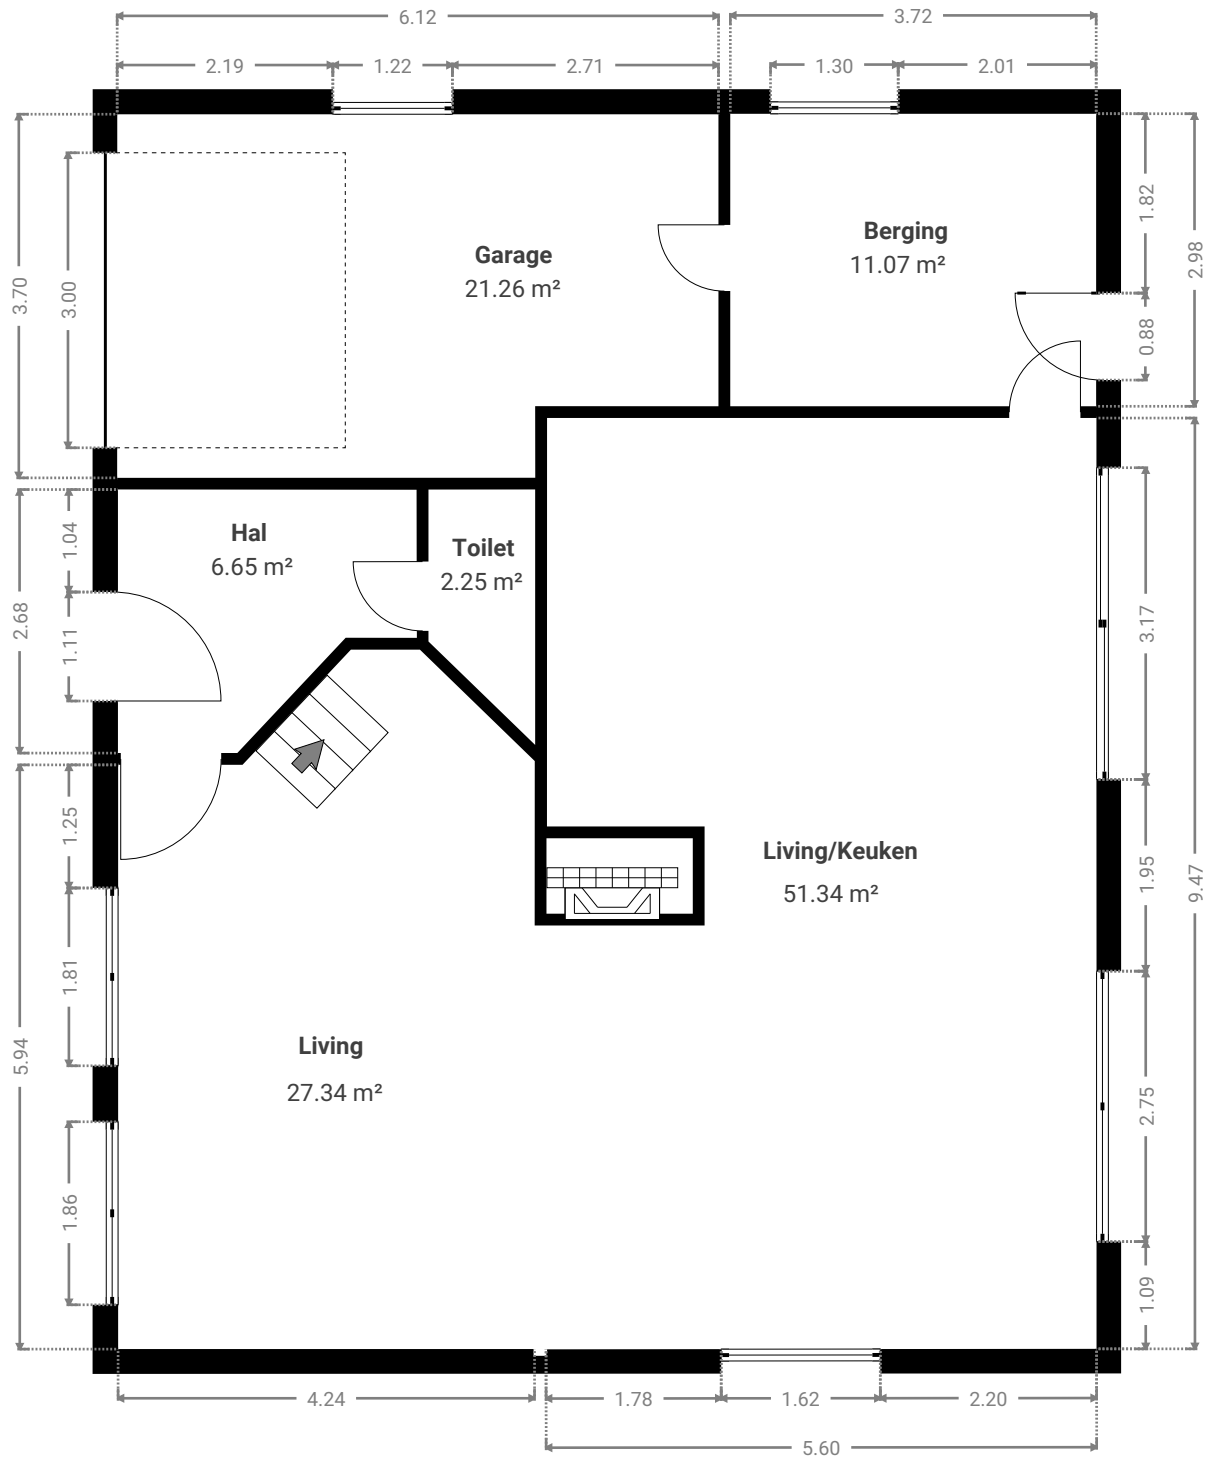 6.12
3.72
2.19
1.22
2.71
1.30
2.01
3.70
3.00
Garage
21.26 m²
Berging
11.07 m²
1.82
2.98
0.88
2.68
1.04
1.11
Hal
6.65 m²
Toilet
2.25 m²
3.17
1.25
Living/Keuken
51.34 m²
1.95
9.47
1.81
5.94
Living
27.34 m²
2.75
1.86
1.09
4.24
1.78
1.62
2.20
5.60